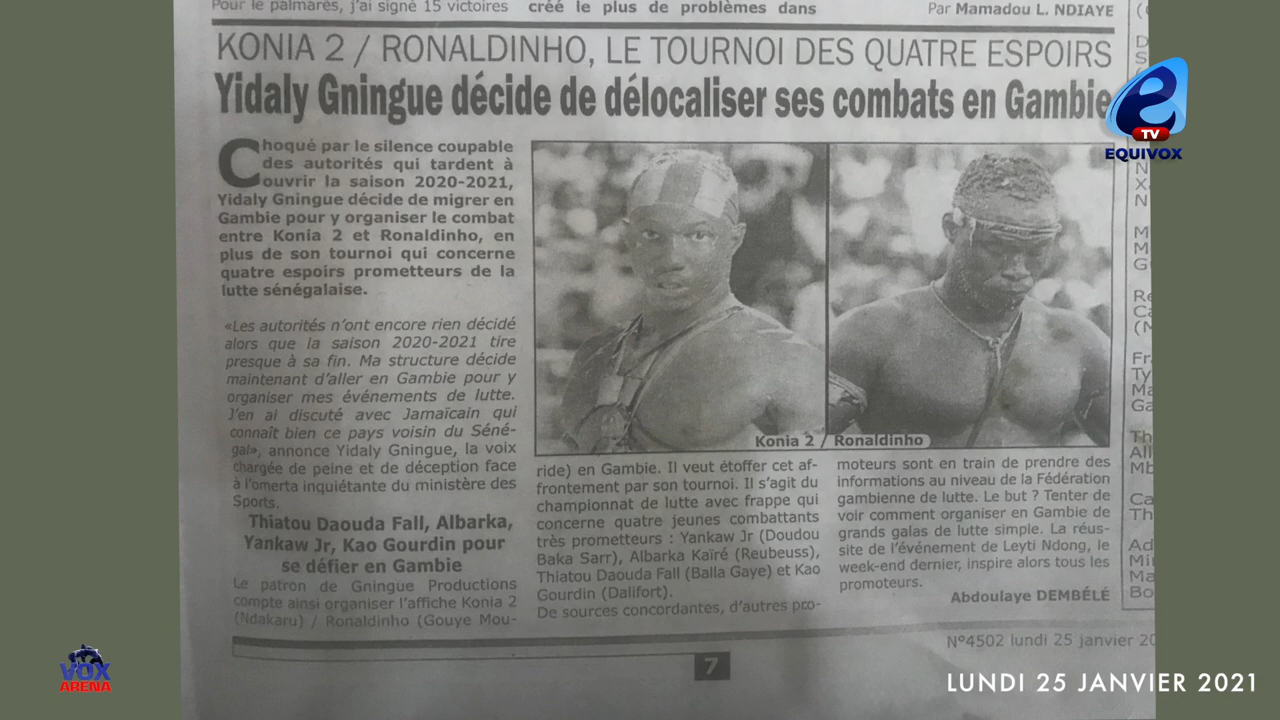 Pour le palmarès, j'ai signé 15 victoires
créé le plus de problèmes dans
Par Mamadou L. NDIAYE
KONIA 2 / RONALDINHO, LE TOURNOI DES QUATRE ESPOIRS
Yidaly Gningue décide de délocaliser ses combats en Gambie
e
TV
EQUIVOX
Choqué par le silence coupable
des autorités qui tardent à
ouvrir la saison 2020-2021,
Yidaly Gningue décide de migrer en
Gambie pour y organiser le combat
entre Konia 2 et Ronaldinho, en
plus de son tournoi qui concerne
quatre espoirs prometteurs de la
lutte sénégalaise.
«Les autorités n'ont encore rien décidé
alors que la saison 2020-2021 tire
presque à sa fin. Ma structure décide
maintenant d'aller en Gambie pour y
organiser mes événements de lutte.
J'en ai discuté avec Jamaïcain qui
connaît bien ce pays voisin du Séné-
gal», annonce Yidaly Gningue, la voix
chargée de peine et de déception face
à l'omerta inquiétante du ministère des
Sports.
Thiatou Daouda Fall, Albarka,
Yankaw Jr, Kao Gourdin pour
se défier en Gambie
Le patron de Gningue Productions
compte ainsi organiser l'affiche Konia 2
(Ndakaru) / Ronaldinho (Gouye Mou-
Konia 2 / Ronaldinho
ride) en Gambie. Il veut étoffer cet af-
frontement par son tournoi. Il s'agit du
championnat de lutte avec frappe qui
concerne quatre jeunes combattants
très prometteurs : Yankaw Jr (Doudou
Baka Sarr), Albarka Kaïré (Reubeuss),
Thiatou Daouda Fall (Balla Gaye) et Kao
Gourdin (Dalifort).
De sources concordantes, d'autres pro-
moteurs sont en train de prendre des
informations au niveau de la Fédération
gambienne de lutte. Le but ? Tenter de
voir comment organiser en Gambie de
grands galas de lutte simple. La réus-
site de l'événement de Leyti Ndong, le
week-end dernier, inspire alors tous les
promoteurs.
Abdoulaye DEMBÉLÉ
N°4502 lundi 25 janvier 20
7
VOX
ARENA
LUNDI 25 JANVIER 2021